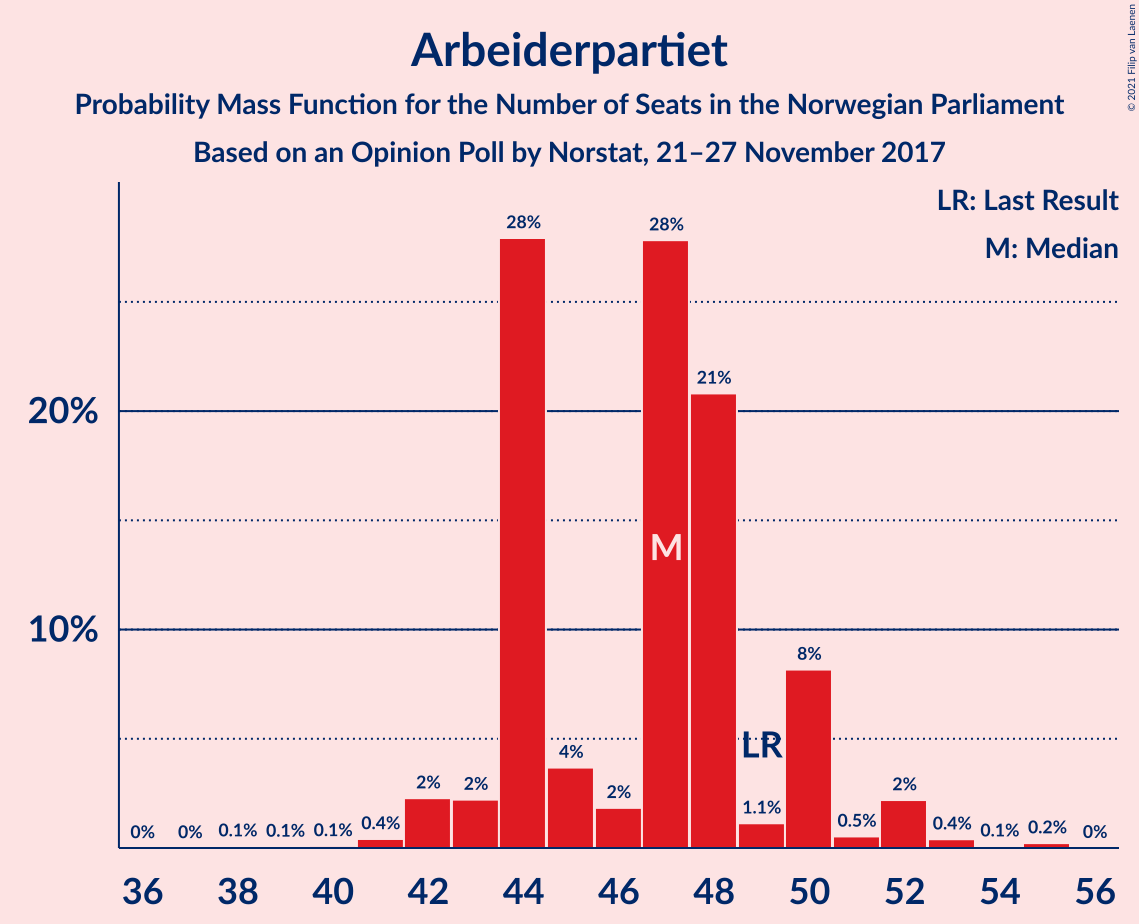 Arbeiderpartiet
Probability Mass Function for the Number of Seats in the Norwegian Parliament
Based on an Opinion Poll by Norstat, 21–27 November 2017
© 2021 Filip van Laenen
LR: Last Result
M: Median
20%
10%
0%
0%
0.1%
0.1%
0.1%
0.4%
2%
2%
28%
4%
2%
28%
M
21%
LR
1.1%
8%
0.5%
2%
0.4%
0.1%
0.2%
0%
36 38 40 42 44 46 48 50 52 54 56